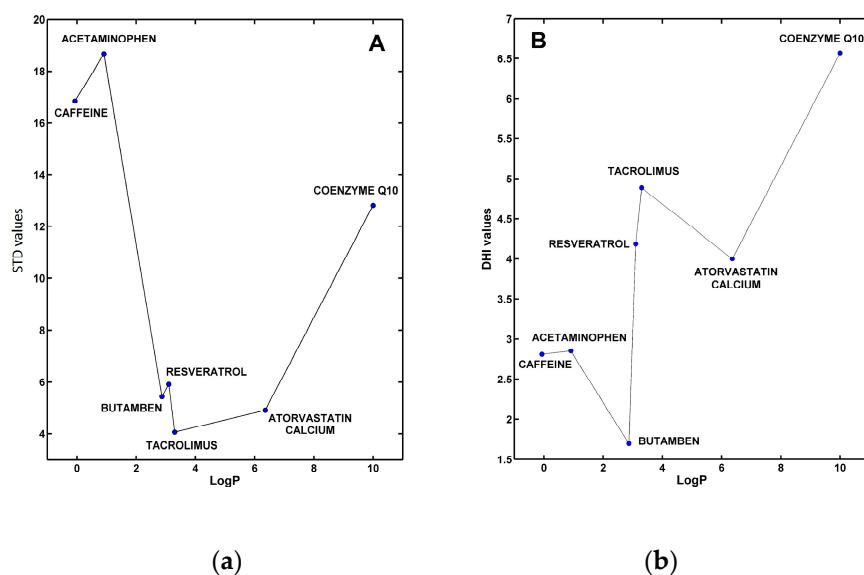 A
20
18
16
14
12
10
8
6
4
STD values
ACETAMINOPHEN
CAFFEINE
COENZYME Q10
RESVERATROL
BUTAMBEN
ATORVASTATIN
CALCIUM
TACROLIMUS
0 2 4 6 8 10
LogP
(a)
B
6.5
6
5.5
5
4.5
4
3.5
3
2.5
2
1.5
DHI values
COENZYME Q10
TACROLIMUS
RESVERATROL
ATORVASTATIN
CALCIUM
ACETAMINOPHEN
CAFFEINE
BUTAMBEN
0 2 4 6 8 10
LogP
(b)